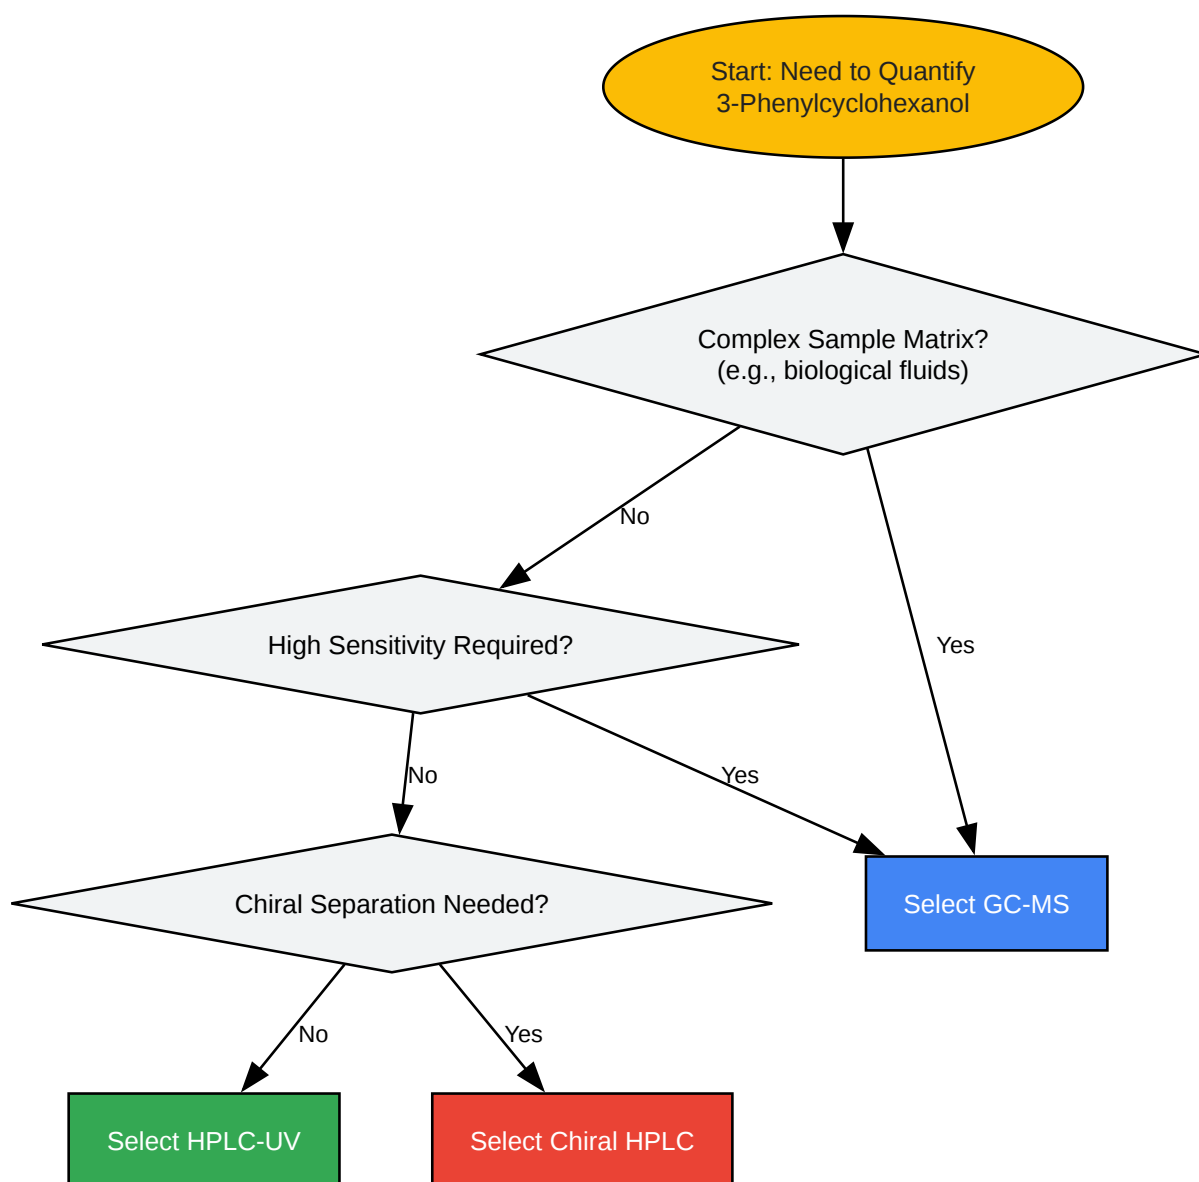 Start: Need to Quantify
3-Phenylcyclohexanol
Complex Sample Matrix?
(e.g., biological fluids)
No
Yes
High Sensitivity Required?
No
Yes
Chiral Separation Needed?
Select GC-MS
No
Yes
Select HPLC-UV
Select Chiral HPLC